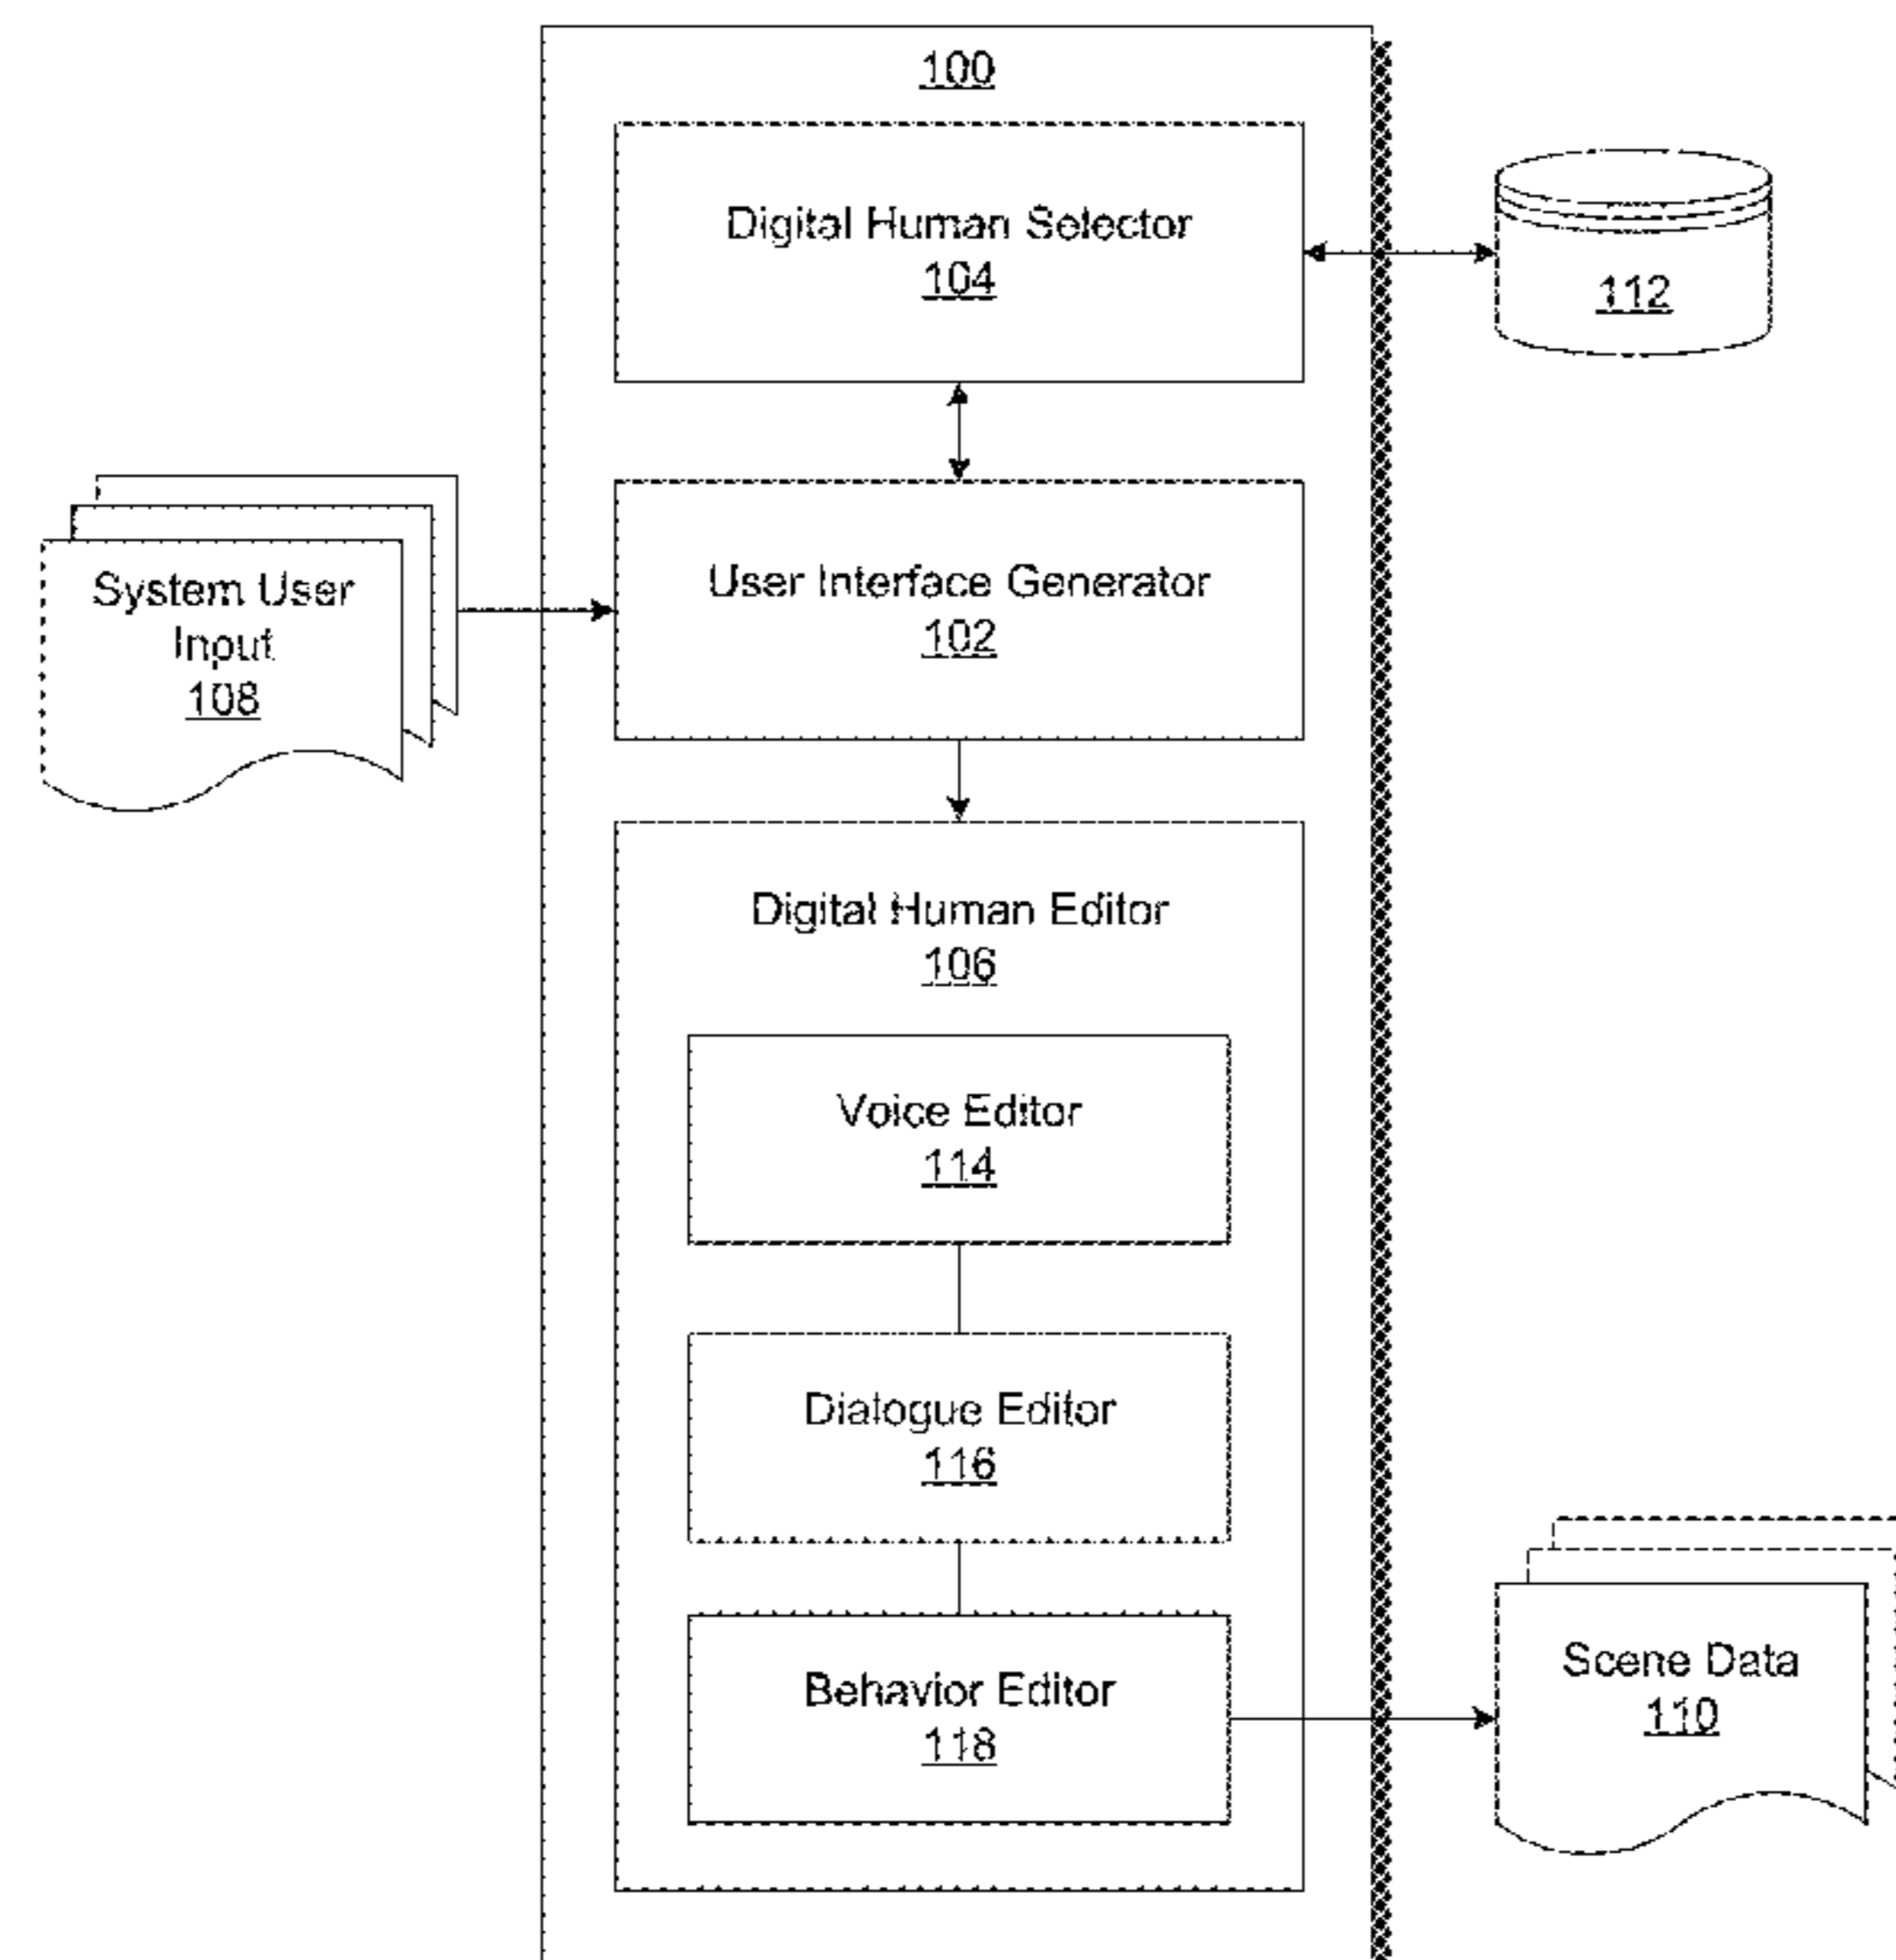 100
Digital Human Selector
104
112
User Interface Generator
102
System User
Input
108
Digital Human Editor
106
Voice Editor
114
Dialogue Editor
116
Behavior Editor
118
Scene Data
110